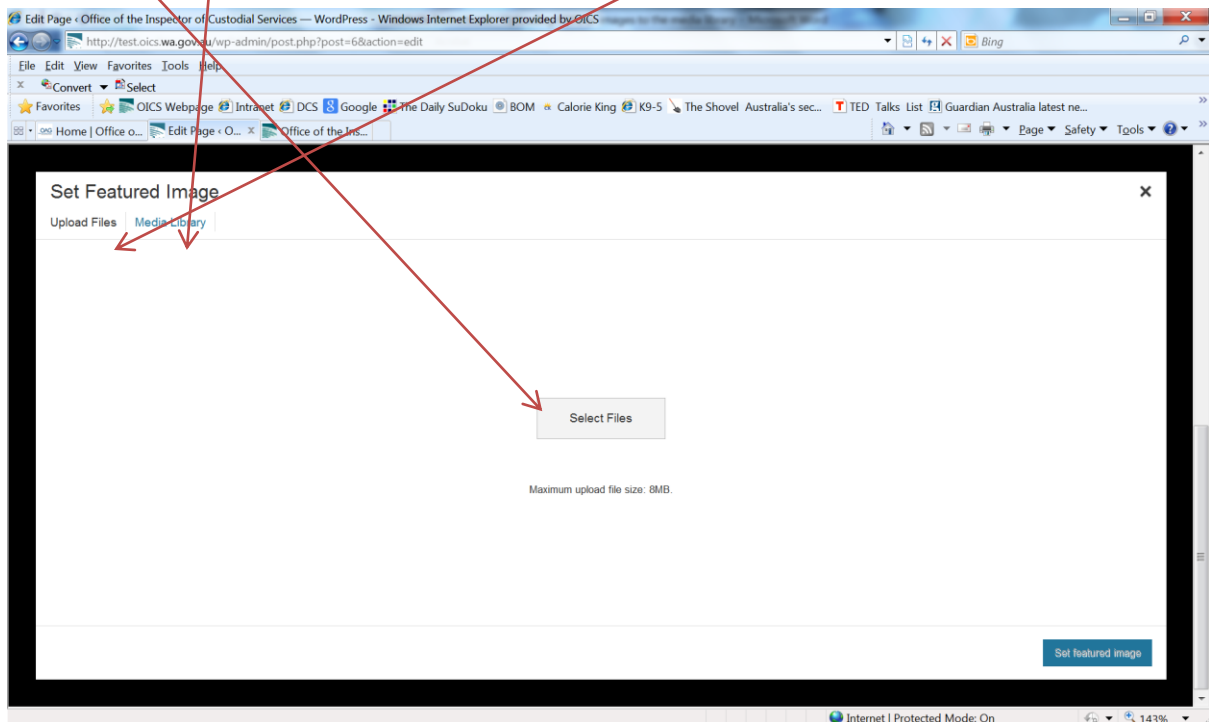 Edit Page ‹ Office of the Inspector of Custodial Services — WordPress - Windows Internet Explorer provided by OICS
http://test.oics.wa.gov.au/wp-admin/post.php?post=6&action=edit
Bing
File Edit View Favorites Tools Help
x Convert Select
Favorites OICS Webpage Intranet DCS Google The Daily SuDoku BOM Calorie King K9-5 The Shovel Australia's sec... TED Talks List Guardian Australia latest ne... »
Home | Office o... Edit Page ‹ O... x Office of the Ins... Page Safety Tools »
Set Featured Image
Upload Files Media Library
Select Files
Maximum upload file size: 8MB.
Set featured image
Internet | Protected Mode: On 143%